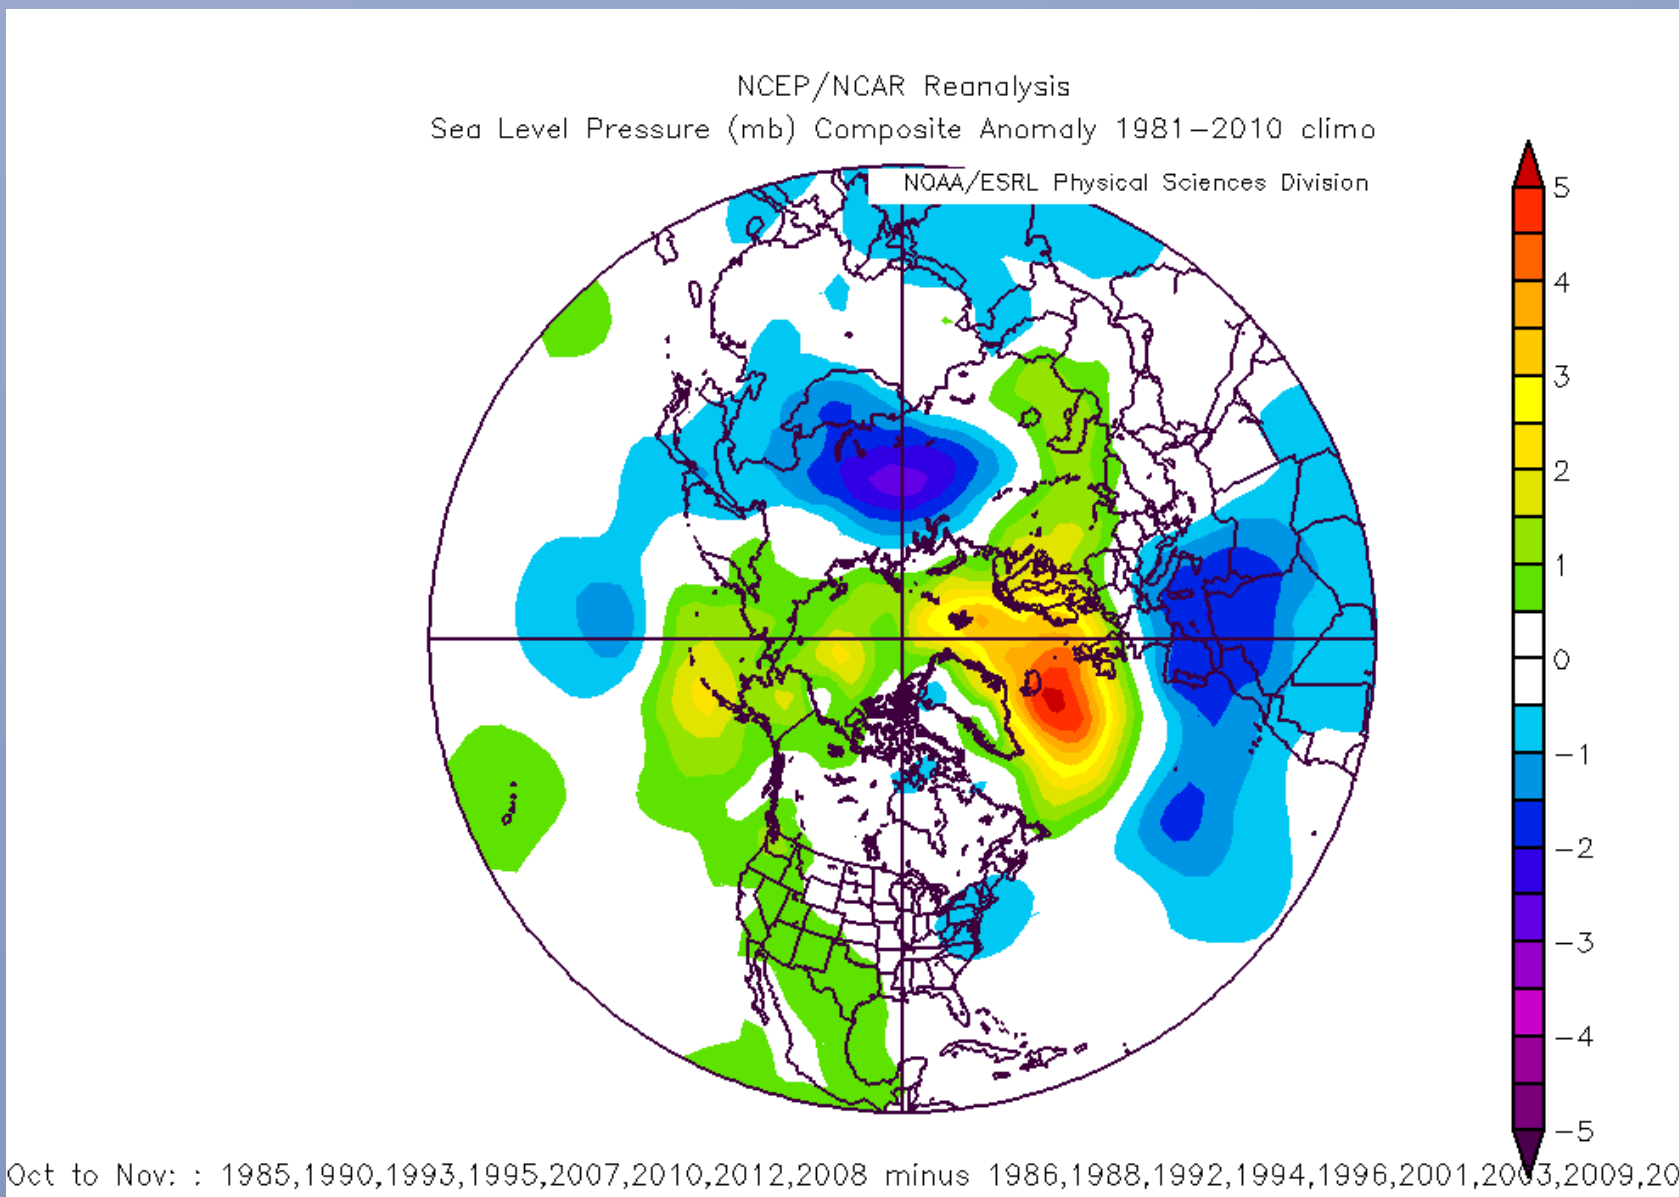 NCEP/NCAR Reanalysis
Sea Level Pressure (mb) Composite Anomaly 1981-2010 climo
NOAA/ESRL Physical Sciences Division
5
4
3
2
1
0
-1
-2
-3
-4
-5
Oct to Nov: : 1985,1990,1993,1995,2007,2010,2012,2008 minus 1986,1988,1992,1994,1996,2001,2003,2009,20